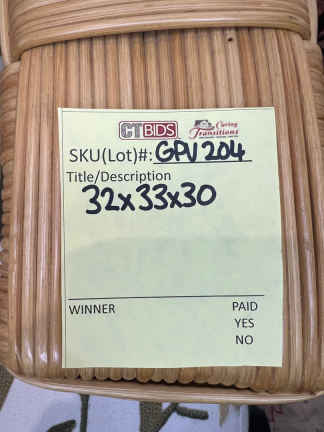 CTBIDS Caring Transitions
SKU(Lot)#: GPV204
Title/Description
32x33x30
WINNER PAID
YES
NO